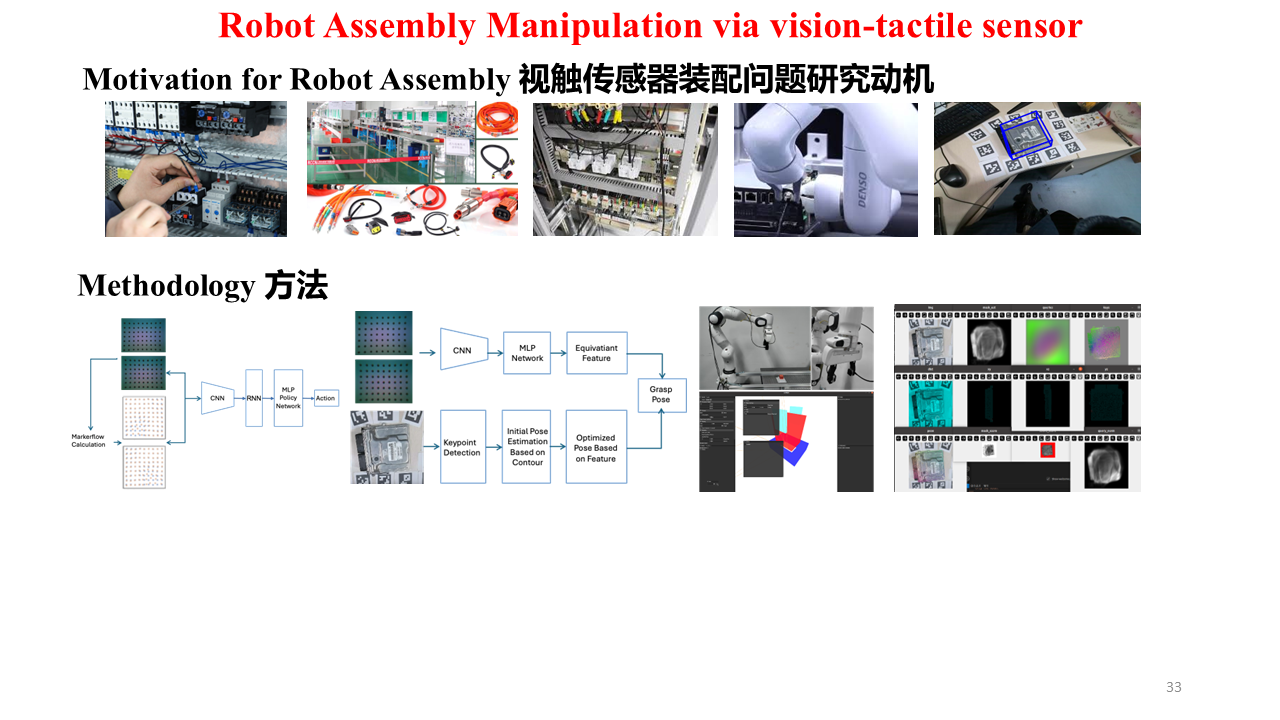 Robot Assembly Manipulation via vision-tactile sensor
Motivation for Robot Assembly 视触传感器装配问题研究动机
DENSO
Methodology 方法
Markerflow
Calculation
CNN
RNN
MLP
Policy
Network
Action
CNN
MLP
Network
Equivatiant
Feature
Grasp
Pose
Keypoint
Detection
Initial Pose
Estimation
Based on
Contour
Optimized
Pose Based
on Feature
33